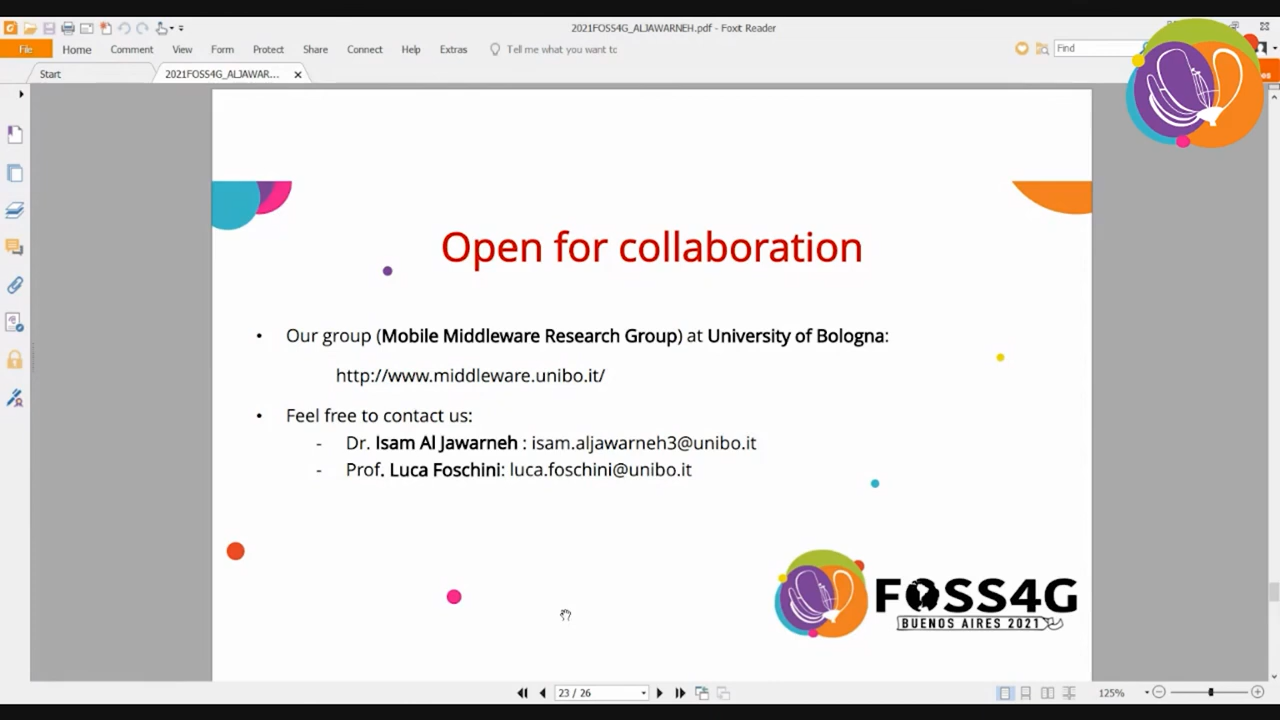 2021FOSS4G_ALJAWARNEH.pdf - Foxit Reader
File Home Comment View Form Protect Share Connect Help Extras Tell me what you want to Find
Start 2021FOSS4G_ALJAWAR...
Open for collaboration
• Our group (Mobile Middleware Research Group) at University of Bologna:
http://www.middleware.unibo.it/
• Feel free to contact us:
- Dr. Isam Al Jawarneh : isam.aljawarneh3@unibo.it
- Prof. Luca Foschini: luca.foschini@unibo.it
FOSS4G
BUENOS AIRES 2021
23 / 26
125%